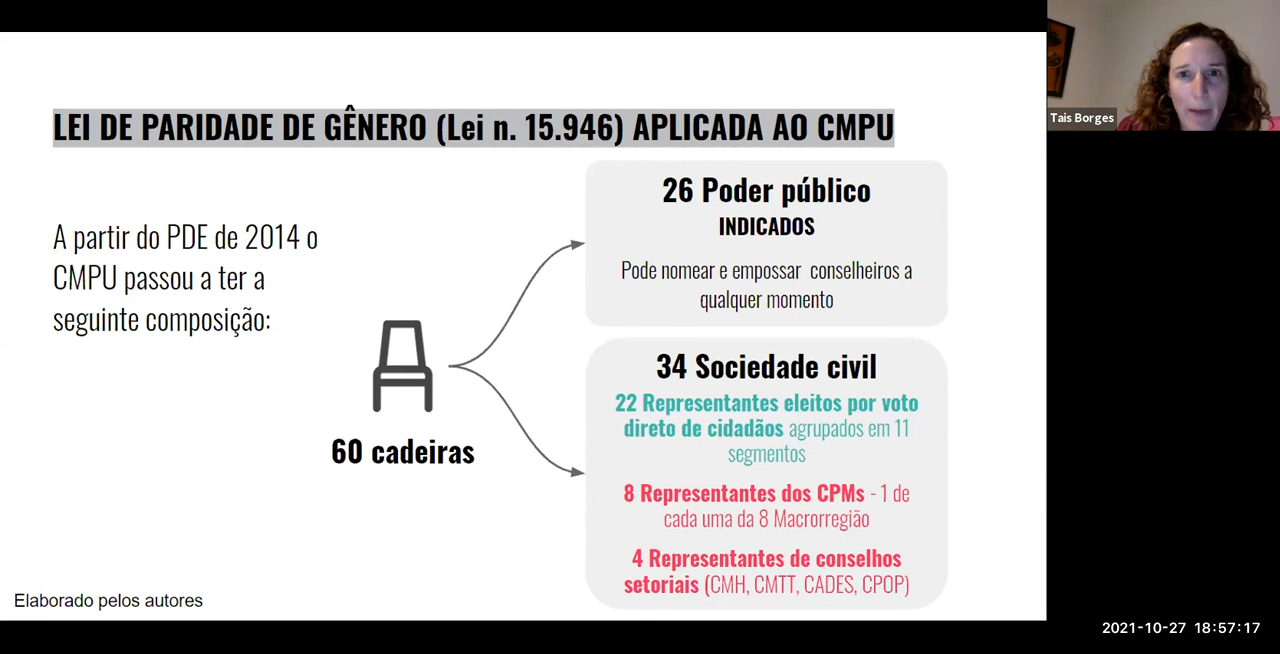 LEI DE PARIDADE DE GÊNERO (Lei n. 15.946) APLICADA AO CMPU
A partir do PDE de 2014 o
CMPU passou a ter a
seguinte composição:
60 cadeiras
26 Poder público
INDICADOS
Pode nomear e empossar conselheiros a
qualquer momento
34 Sociedade civil
22 Representantes eleitos por voto
direto de cidadãos agrupados em 11
segmentos
8 Representantes dos CPMs - 1 de
cada uma da 8 Macrorregião
4 Representantes de conselhos
setoriais (CMH, CMTT, CADES, CPOP)
Elaborado pelos autores
Tais Borges
2021-10-27 18:57:17